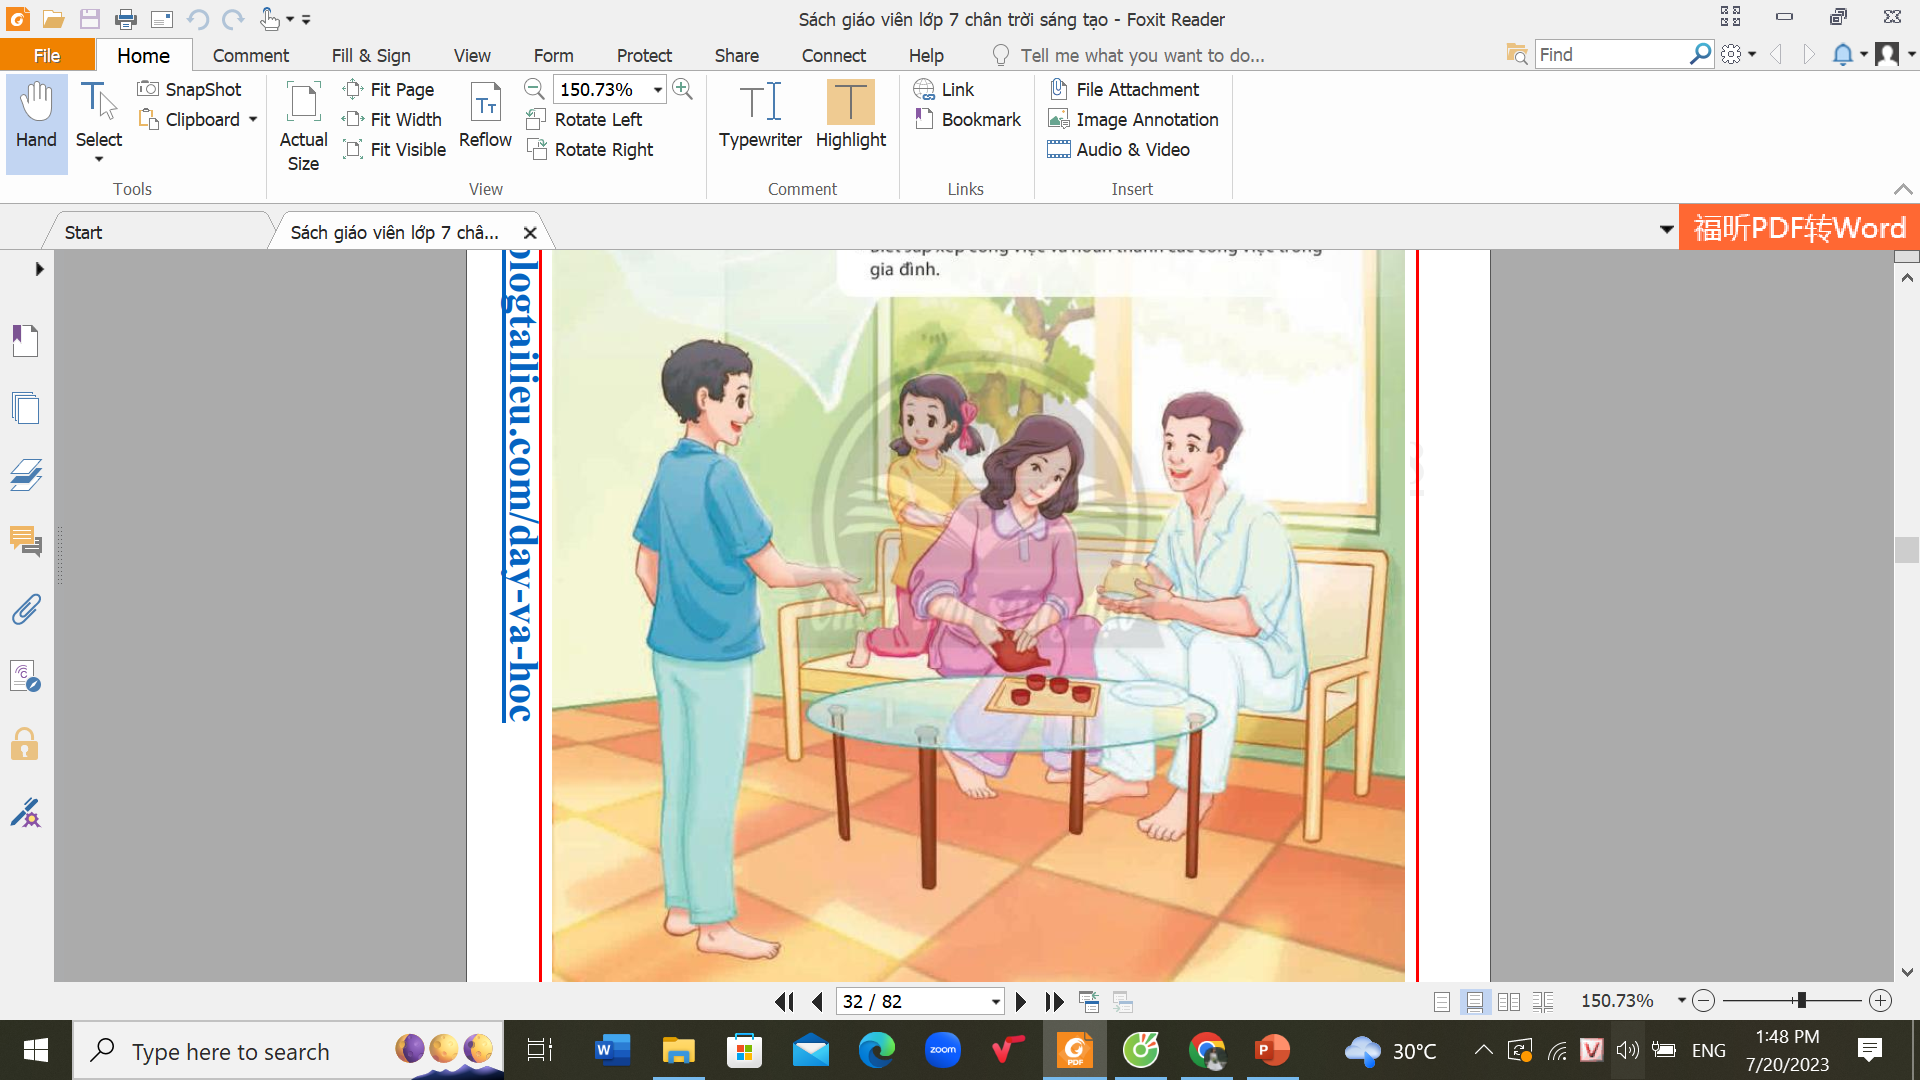 Sách giáo viên lớp 7 chân trời sáng tạo - Foxit Reader
File Home Comment Fill & Sign View Form Protect Share Connect Help Tell me what you want to do... Find
Hand
Select
SnapShot
Clipboard
Tools
Actual Size
Fit Page
Fit Width
Fit Visible
Reflow
150.73%
Rotate Left
Rotate Right
View
Typewriter
Highlight
Comment
Link
Bookmark
Links
File Attachment
Image Annotation
Audio & Video
Insert
Start
Sách giáo viên lớp 7 châ...
福昕PDF转Word
gia đình.
blogtailieu.com/day-va-hoc
32 / 82
150.73%
Type here to search
zoom
30°C
ENG
1:48 PM
7/20/2023